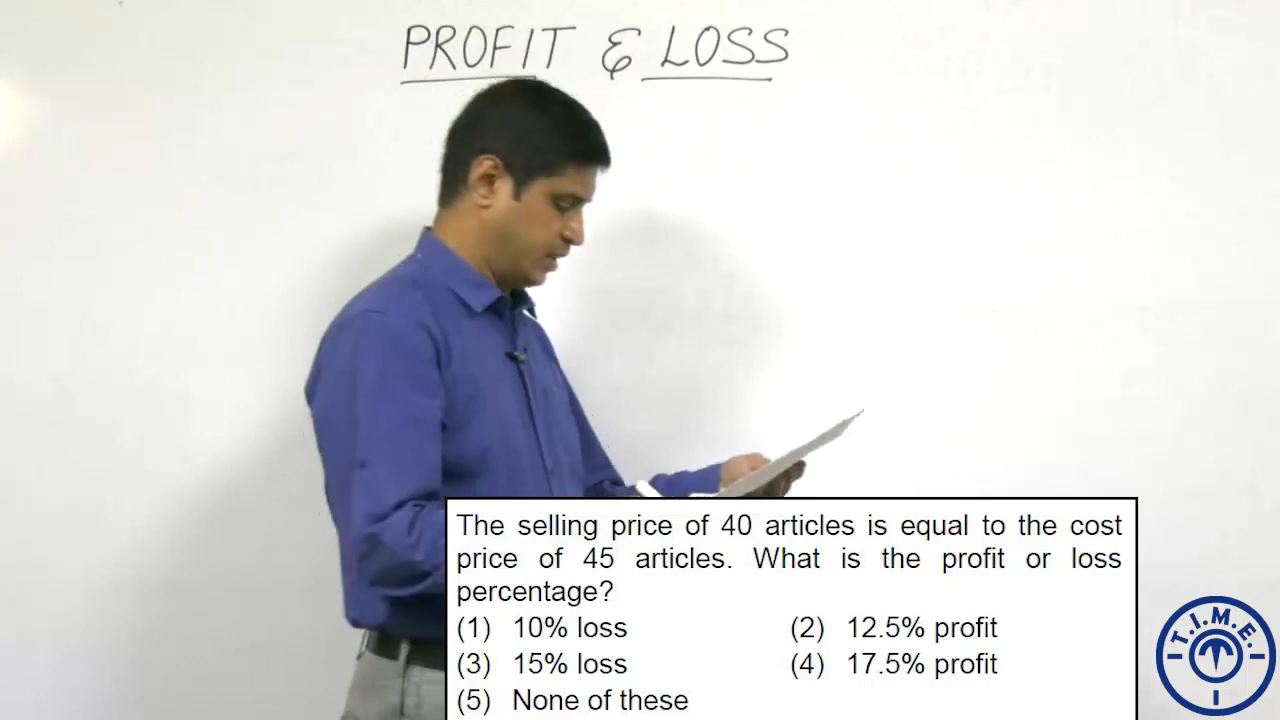 PROFIT & LOSS
The selling price of 40 articles is equal to the cost
price of 45 articles. What is the profit or loss
percentage?
(1) 10% loss (2) 12.5% profit
(3) 15% loss (4) 17.5% profit
(5) None of these
T.I.M.E.